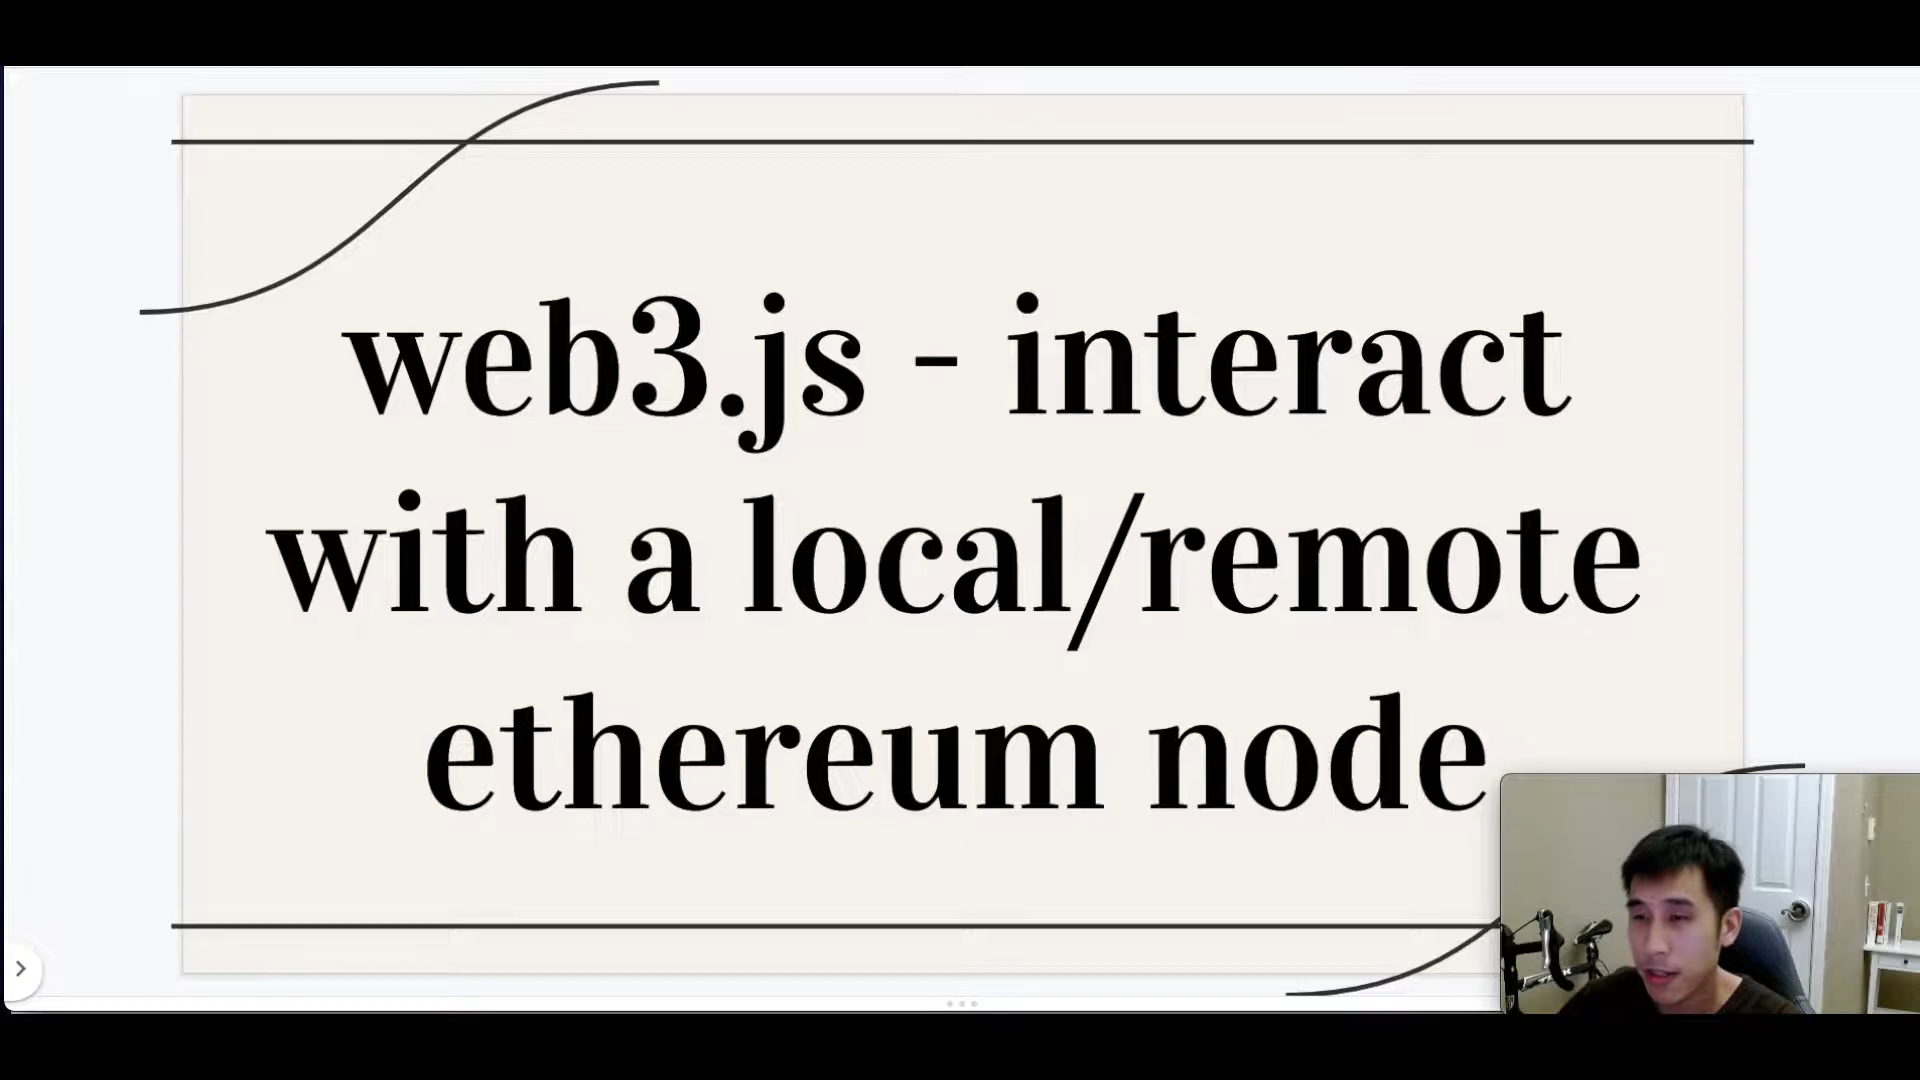 web3.js - interact
with a local/remote
ethereum node